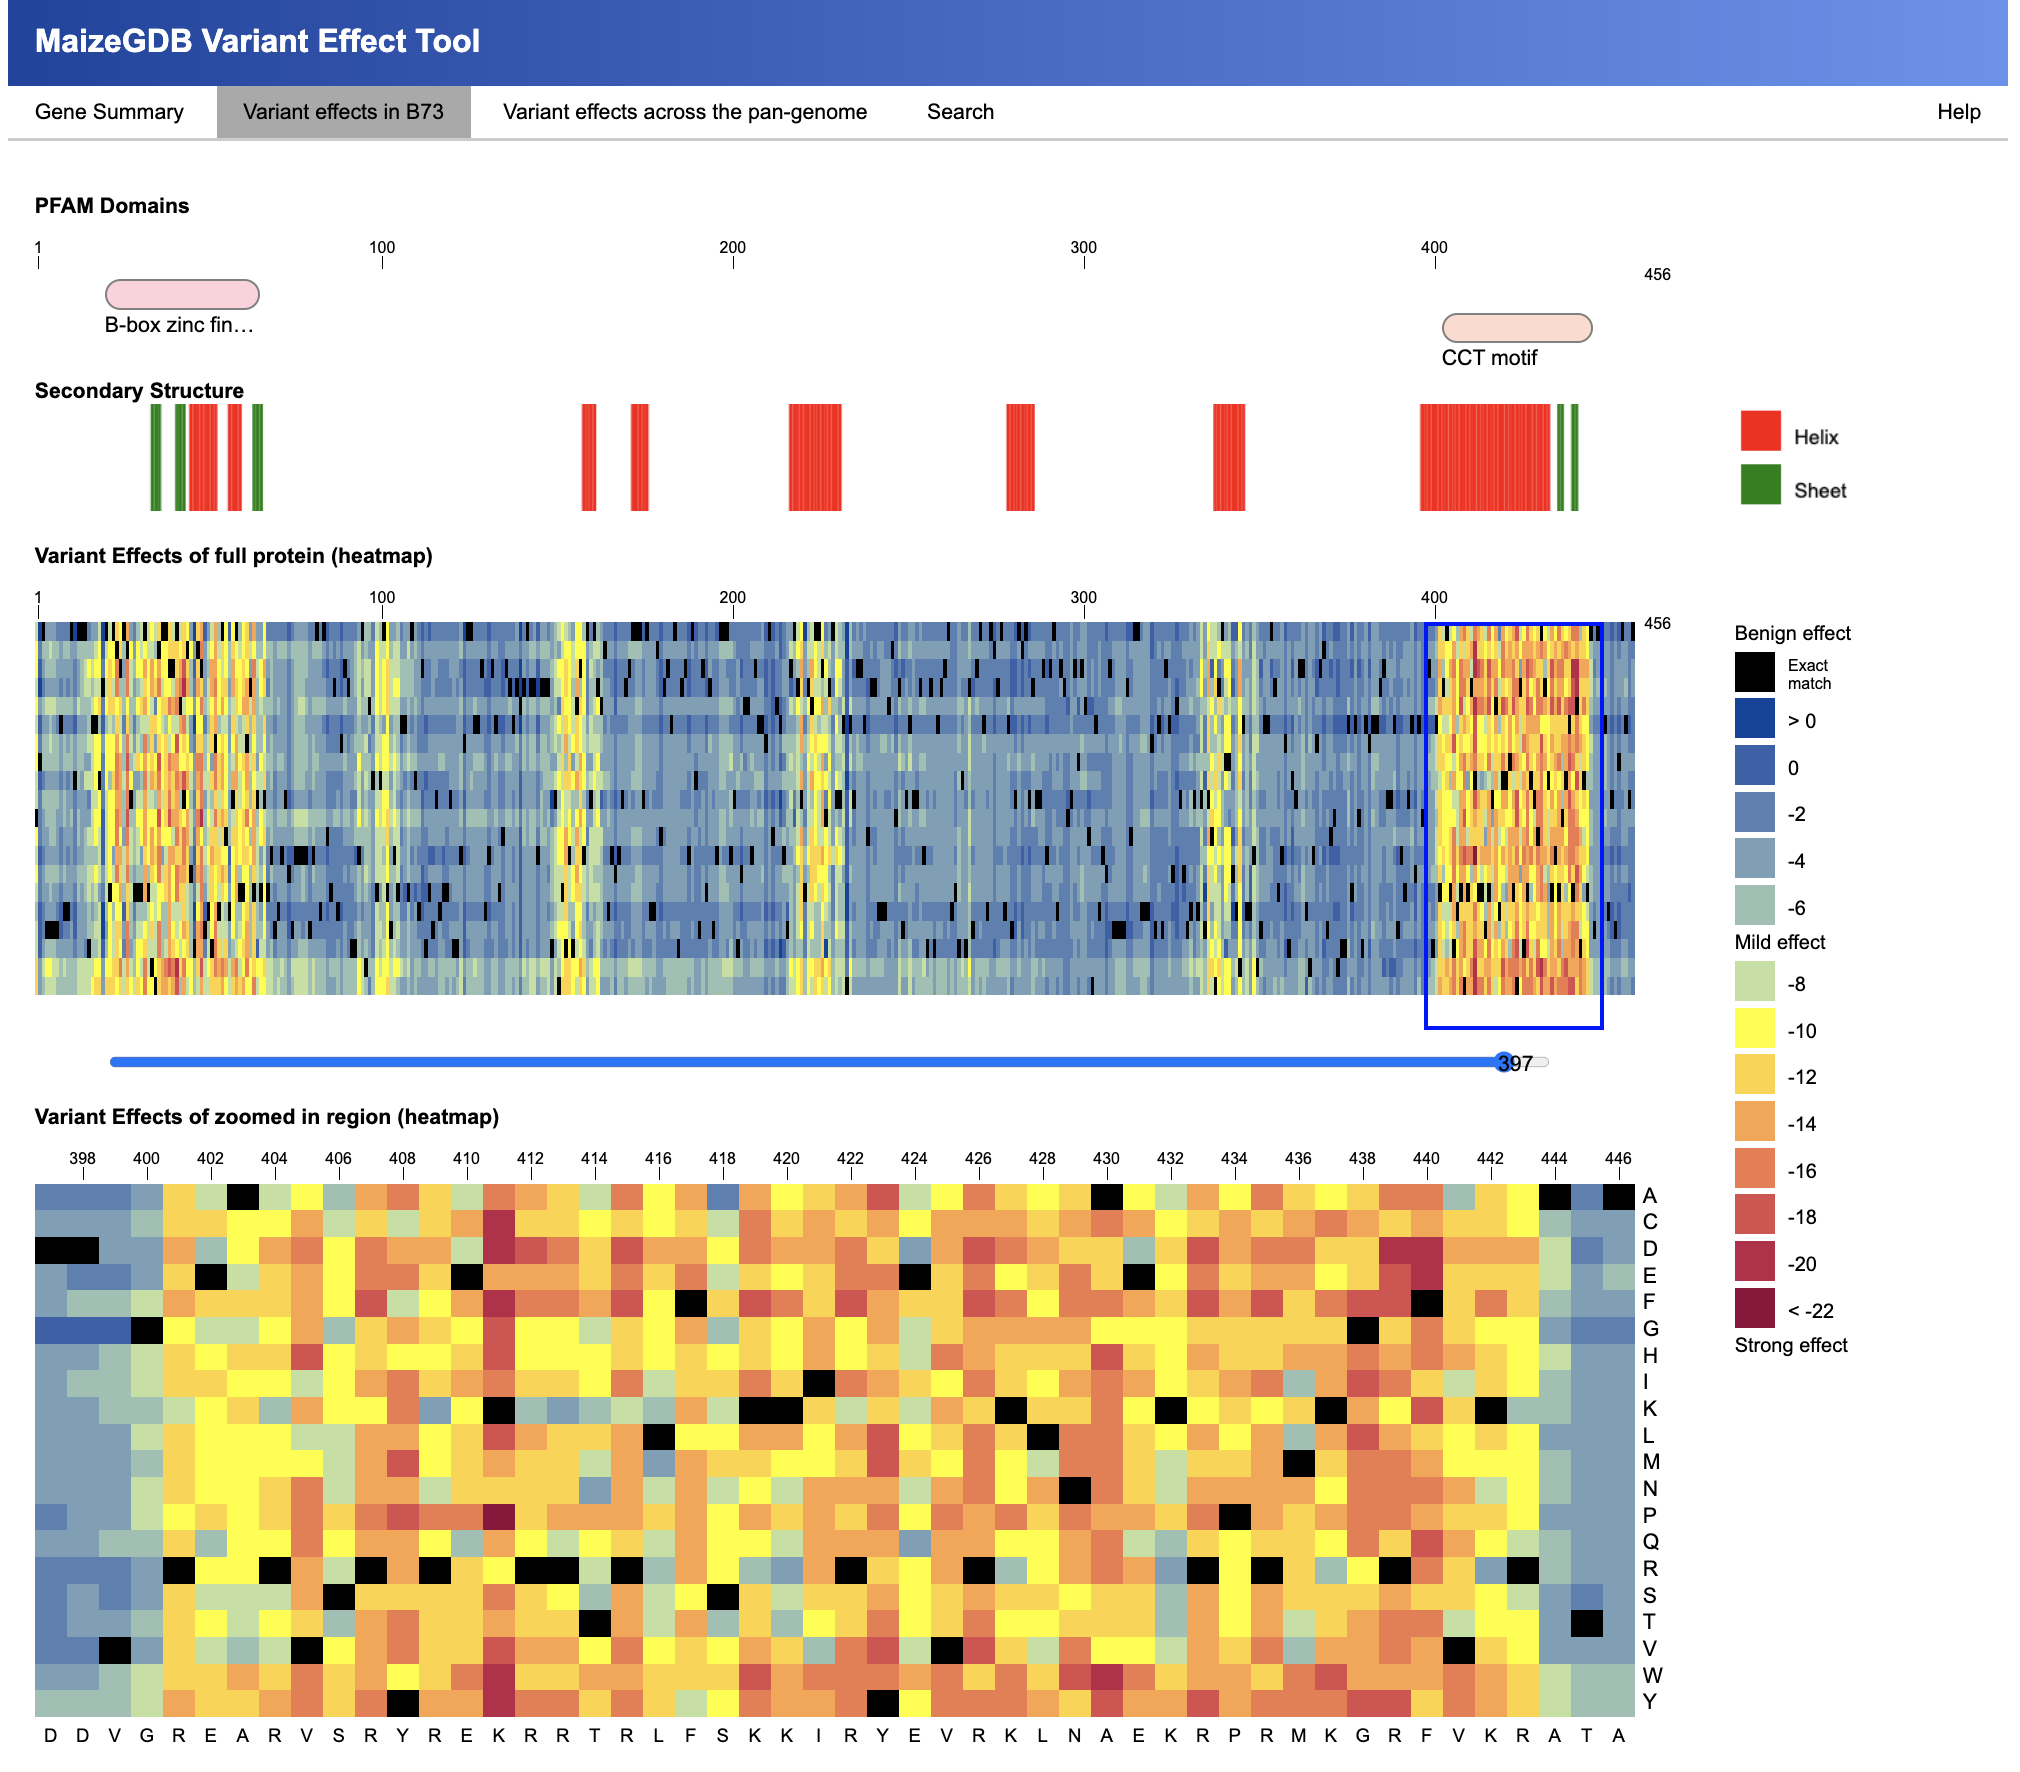 MaizeGDB Variant Effect Tool
Gene Summary Variant effects in B73 Variant effects across the pan-genome Search Help
PFAM Domains
1 100 200 300 400 456
B-box zinc fin…
CCT motif
Secondary Structure
Helix
Sheet
Variant Effects of full protein (heatmap)
1 100 200 300 400 456
Benign effect
Exact
match
> 0
0
-2
-4
-6
Mild effect
-8
-10
-12
-14
-16
-18
-20
< -22
Strong effect
397
Variant Effects of zoomed in region (heatmap)
398 400 402 404 406 408 410 412 414 416 418 420 422 424 426 428 430 432 434 436 438 440 442 444 446
A
C
D
E
F
G
H
I
K
L
M
N
P
Q
R
S
T
V
W
Y
D D V G R E A R V S R Y R E K R R T R L F S K K I R Y E V R K L N A E K R P R M K G R F V K R A T A